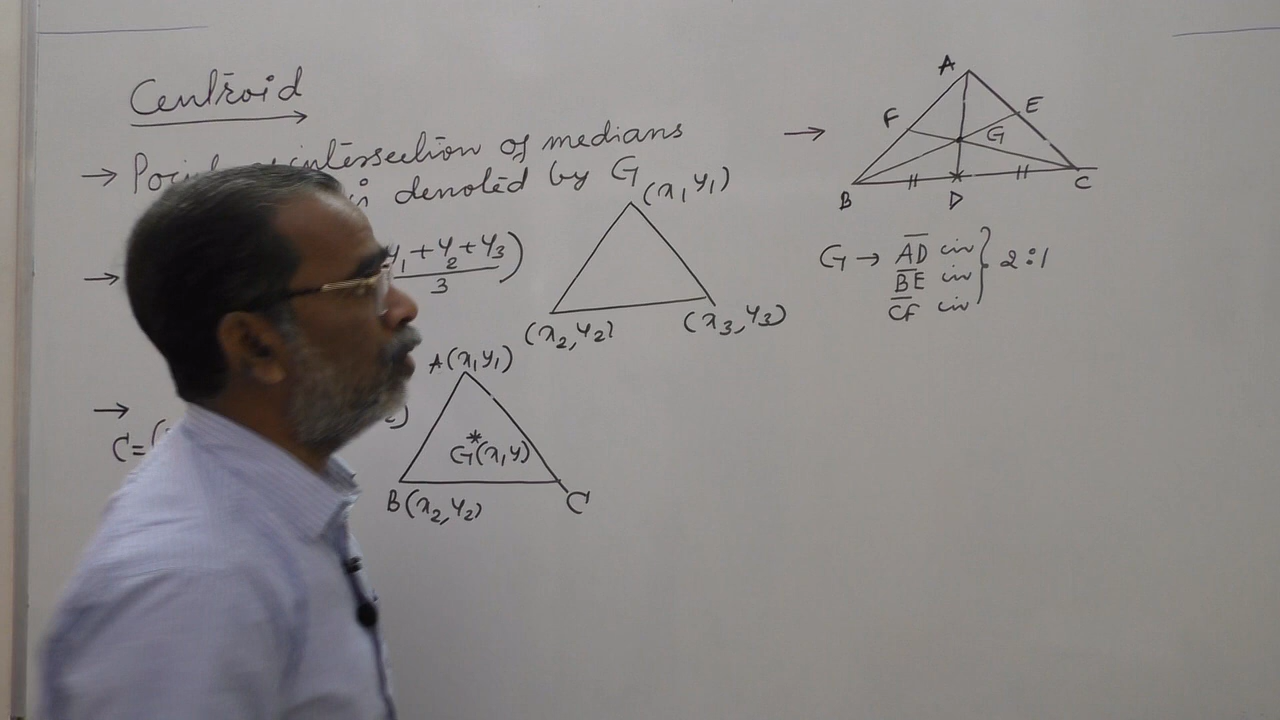 Centroid
→ intersection of medians
denoted by G
→ y₁ + y₂ + y₃)
3
(x₁ y₁)
(x₂, y₂) (x₃, y₃)
→
C=(
A(x₁ y₁)
G(x, y)
B(x₂, y₂) C
→
A
F E
G
B D C
G → AD in } 2:1
BE in
CF in